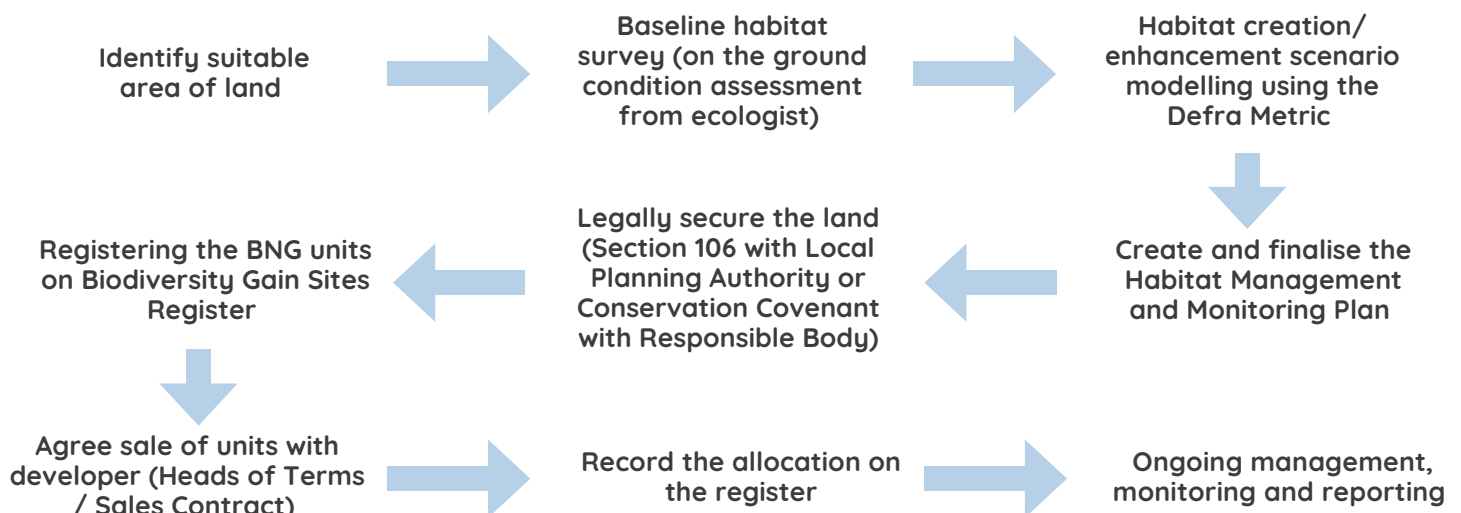 Identify suitable
area of land
Baseline habitat
survey (on the ground
condition assessment
from ecologist)
Habitat creation/
enhancement scenario
modelling using the
Defra Metric
Create and finalise the
Habitat Management
and Monitoring Plan
Legally secure the land
(Section 106 with Local
Planning Authority or
Conservation Covenant
with Responsible Body)
Registering the BNG units
on Biodiversity Gain Sites
Register
Agree sale of units with
developer (Heads of Terms
/ Sales Contract)
Record the allocation on
the register
Ongoing management,
monitoring and reporting